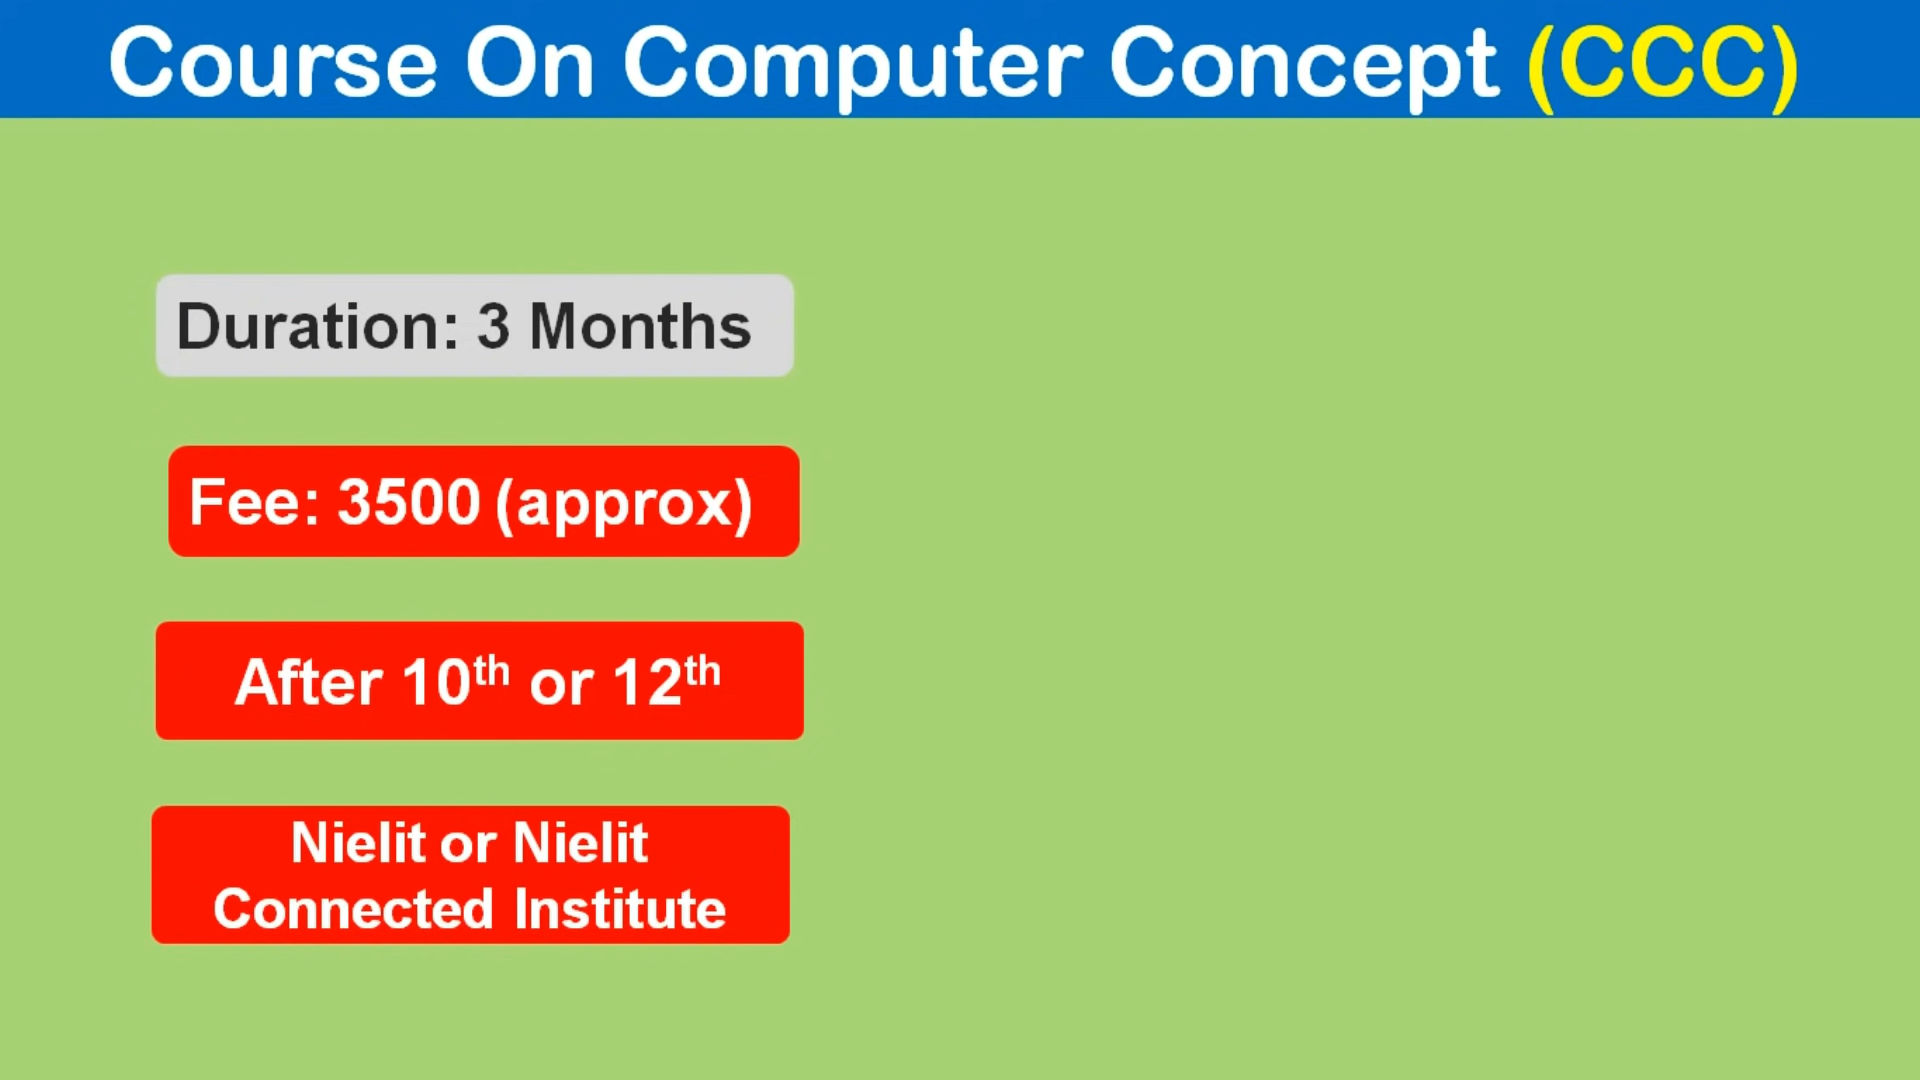 Course On Computer Concept (CCC)
Duration: 3 Months
Fee: 3500 (approx)
After 10th or 12th
Nielit or Nielit
Connected Institute